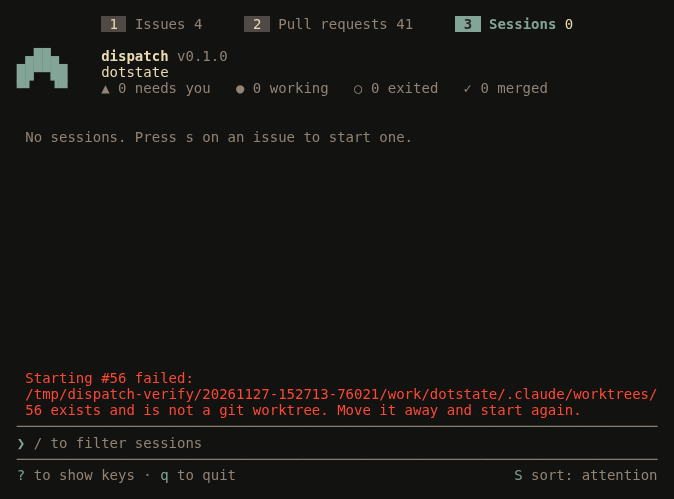 1 Issues 4 2 Pull requests 41 3 Sessions 0
dispatch v0.1.0
dotstate
▲ 0 needs you ● 0 working ○ 0 exited ✓ 0 merged
No sessions. Press s on an issue to start one.
Starting #56 failed:
/tmp/dispatch-verify/20261127-152713-76021/work/dotstate/.claude/worktrees/
56 exists and is not a git worktree. Move it away and start again.
❯ / to filter sessions
? to show keys · q to quit S sort: attention